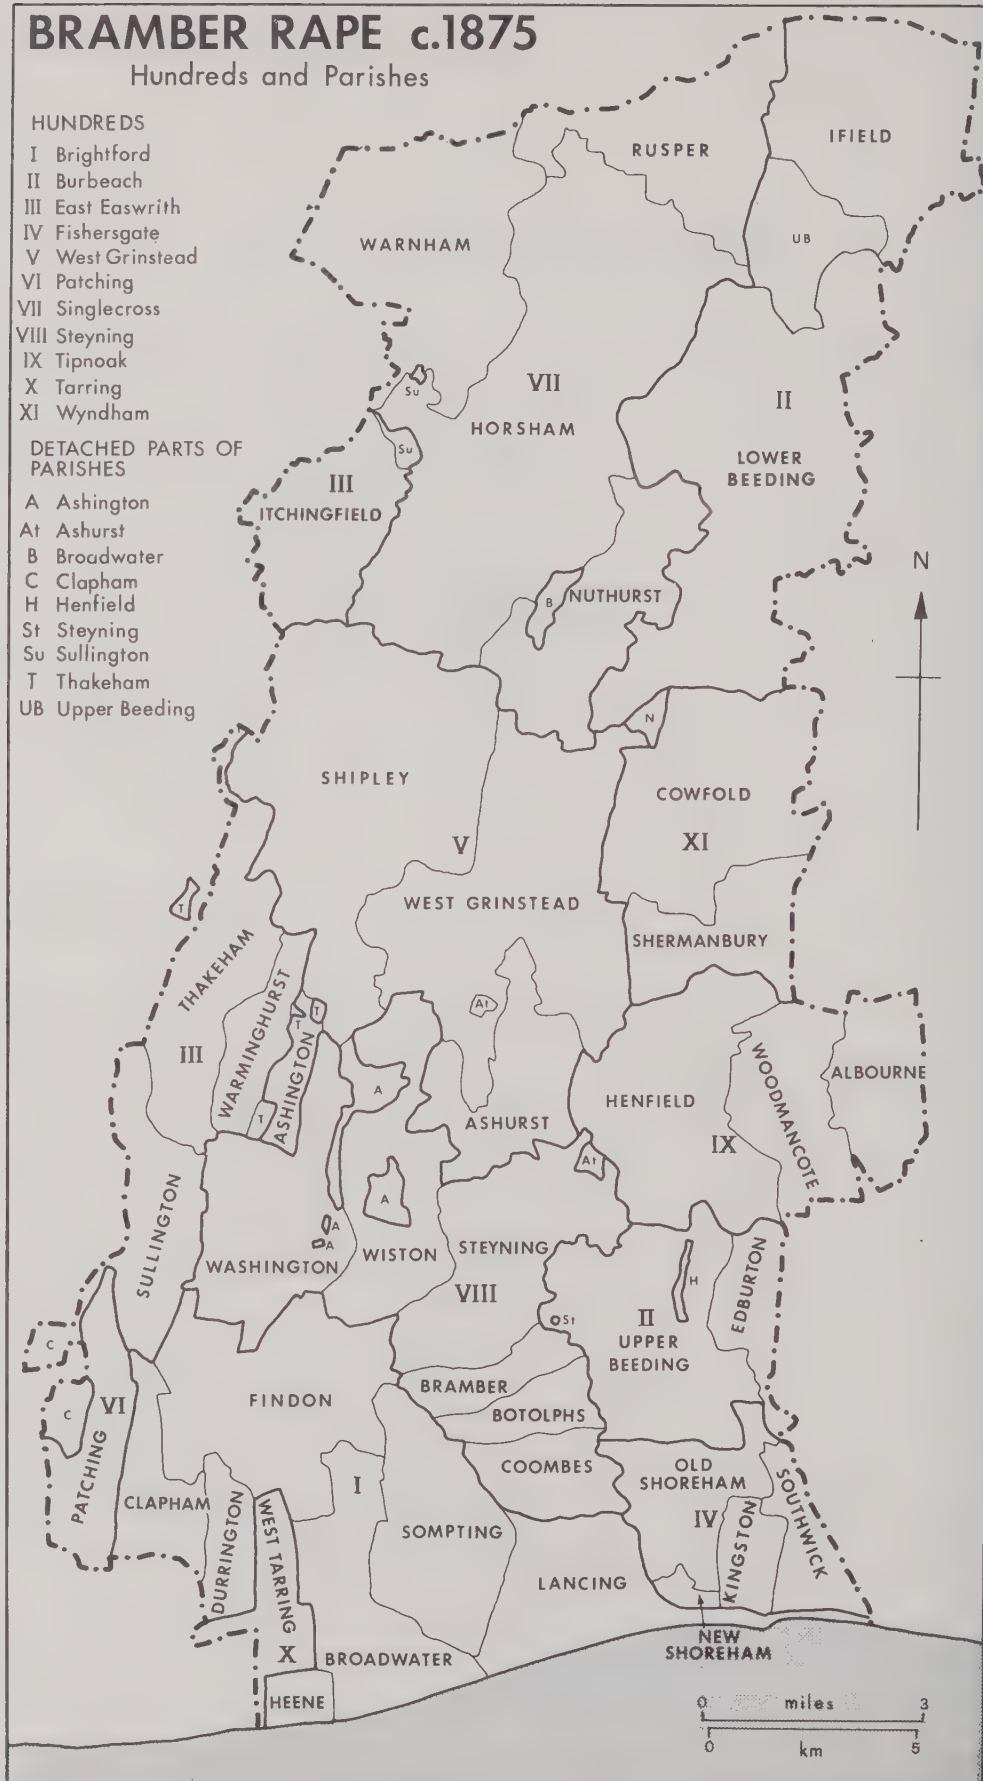 BRAMBER RAPE c.1875
Hundreds and Parishes
HUNDREDS
I Brightford
II Burbeach
III East Easwrith
IV Fishersgate
V West Grinstead
VI Patching
VII Singlecross
VIII Steyning
IX Tipnoak
X Tarring
XI Wyndham
DETACHED PARTS OF
PARISHES
A Ashington
At Ashurst
B Broadwater
C Clapham
H Henfield
St Steyning
Su Sullington
T Thakeham
UB Upper Beeding
RUSPER
IFIELD
WARNHAM
UB
Su
VII
HORSHAM
II
LOWER
BEEDING
Su
III
ITCHINGFIELD
N
B
NUTHURST
N
SHIPLEY
COWFOLD
XI
V
WEST GRINSTEAD
T
SHERMANBURY
THAKEHAM
WARMINGHURST
At
T
T
III
ASHINGTON
A
T
ASHURST
HENFIELD
WOODMANCOTE
ALBOURNE
IX
At
A
SULLINGTON
A
A
WASHINGTON
WISTON
STEYNING
VIII
St
H
II
UPPER
BEEDING
EDBURTON
C
C
VI
PATCHING
FINDON
BRAMBER
BOTOLPHS
COOMBES
OLD
SHOREHAM
SOUTHWICK
CLAPHAM
DURRINGTON
WEST TARRING
I
SOMPTING
IV
KINGSTON
LANCING
NEW
SHOREHAM
X
BROADWATER
HEENE
0 miles 3
0 km 5